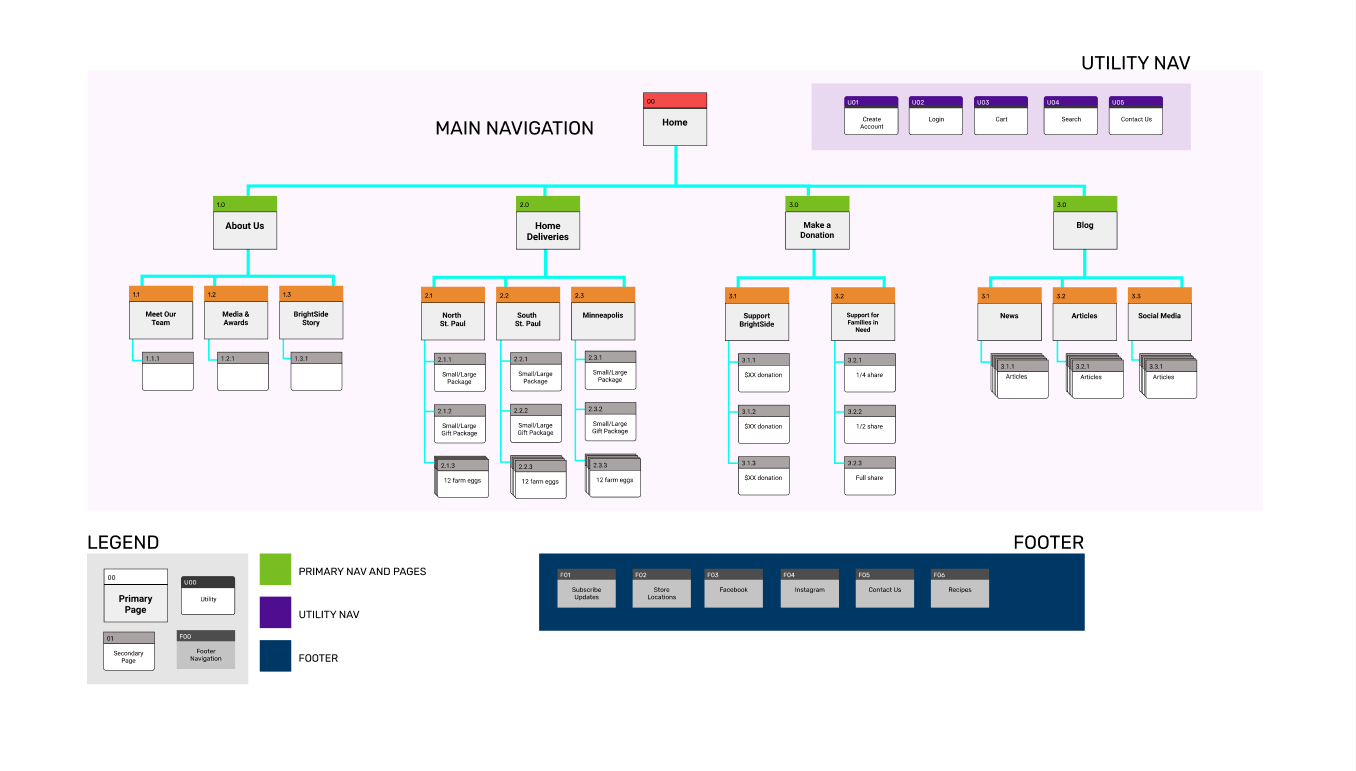 UTILITY NAV
MAIN NAVIGATION
00
Home
U01
Create
Account
U02
Login
U03
Cart
U04
Search
U05
Contact Us
1.0
About Us
2.0
Home
Deliveries
3.0
Make a
Donation
3.0
Blog
1.1
Meet Our
Team
1.2
Media &
Awards
1.3
BrightSide
Story
1.1.1
1.2.1
1.3.1
2.1
North
St. Paul
2.2
South
St. Paul
2.3
Minneapolis
2.1.1
Small/Large
Package
2.2.1
Small/Large
Package
2.3.1
Small/Large
Package
2.1.2
Small/Large
Gift Package
2.2.2
Small/Large
Gift Package
2.3.2
Small/Large
Gift Package
2.1.3
12 farm eggs
2.2.3
12 farm eggs
2.3.3
12 farm eggs
3.1
Support
BrightSide
3.2
Support for
Families in
Need
3.1.1
$XX donation
3.2.1
1/4 share
3.1.2
$XX donation
3.2.2
1/2 share
3.1.3
$XX donation
3.2.3
Full share
3.1
News
3.2
Articles
3.3
Social Media
3.1.1
Articles
3.2.1
Articles
3.3.1
Articles
LEGEND
00
Primary
Page
U00
Utility
01
Secondary
Page
F00
Footer
Navigation
PRIMARY NAV AND PAGES
UTILITY NAV
FOOTER
FOOTER
F01
Subscribe
Updates
F02
Store
Locations
F03
Facebook
F04
Instagram
F05
Contact Us
F06
Recipes